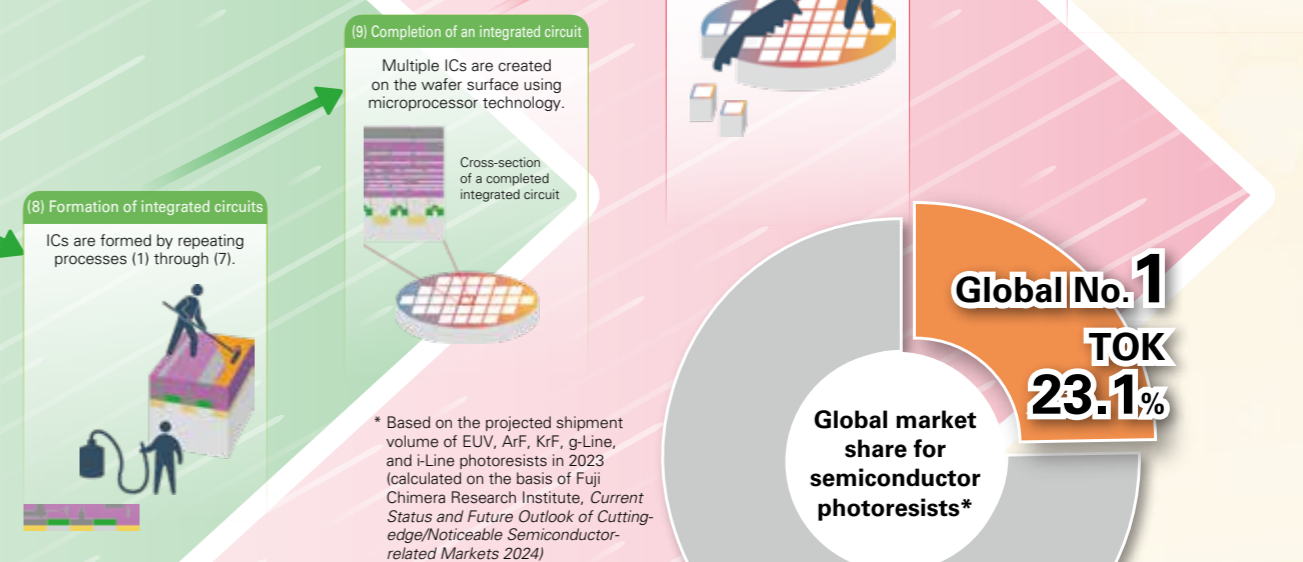 (9) Completion of an integrated circuit
Multiple ICs are created
on the wafer surface using
microprocessor technology.
Cross-section
of a completed
integrated circuit
(8) Formation of integrated circuits
ICs are formed by repeating
processes (1) through (7).
* Based on the projected shipment
volume of EUV, ArF, KrF, g-Line,
and i-Line photoresists in 2023
(calculated on the basis of Fuji
Chimera Research Institute, Current
Status and Future Outlook of Cutting-
edge/Noticeable Semiconductor-
related Markets 2024)
Global No. 1
TOK
23.1%
Global market
share for
semiconductor
photoresists*